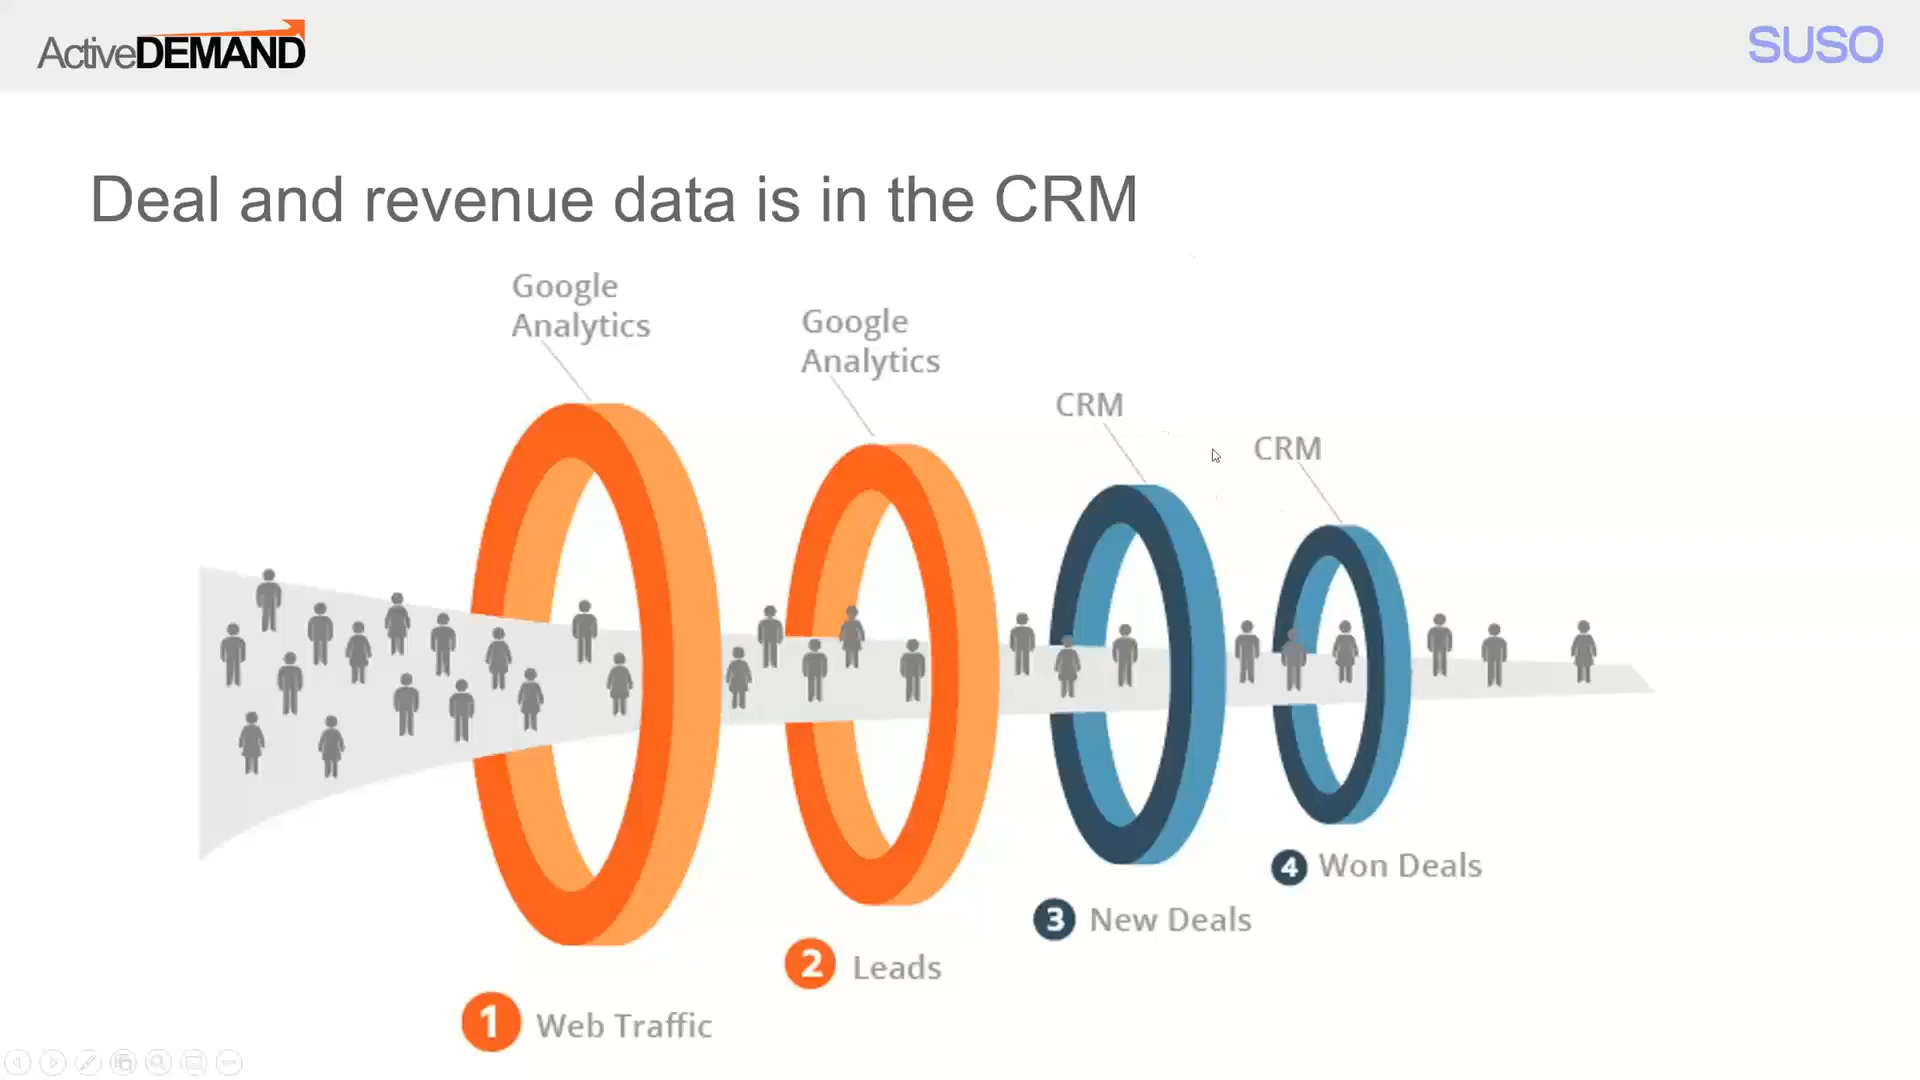 ActiveDEMAND
SUSO
Deal and revenue data is in the CRM
Google
Analytics
Google
Analytics
CRM
CRM
4 Won Deals
3 New Deals
2 Leads
1 Web Traffic